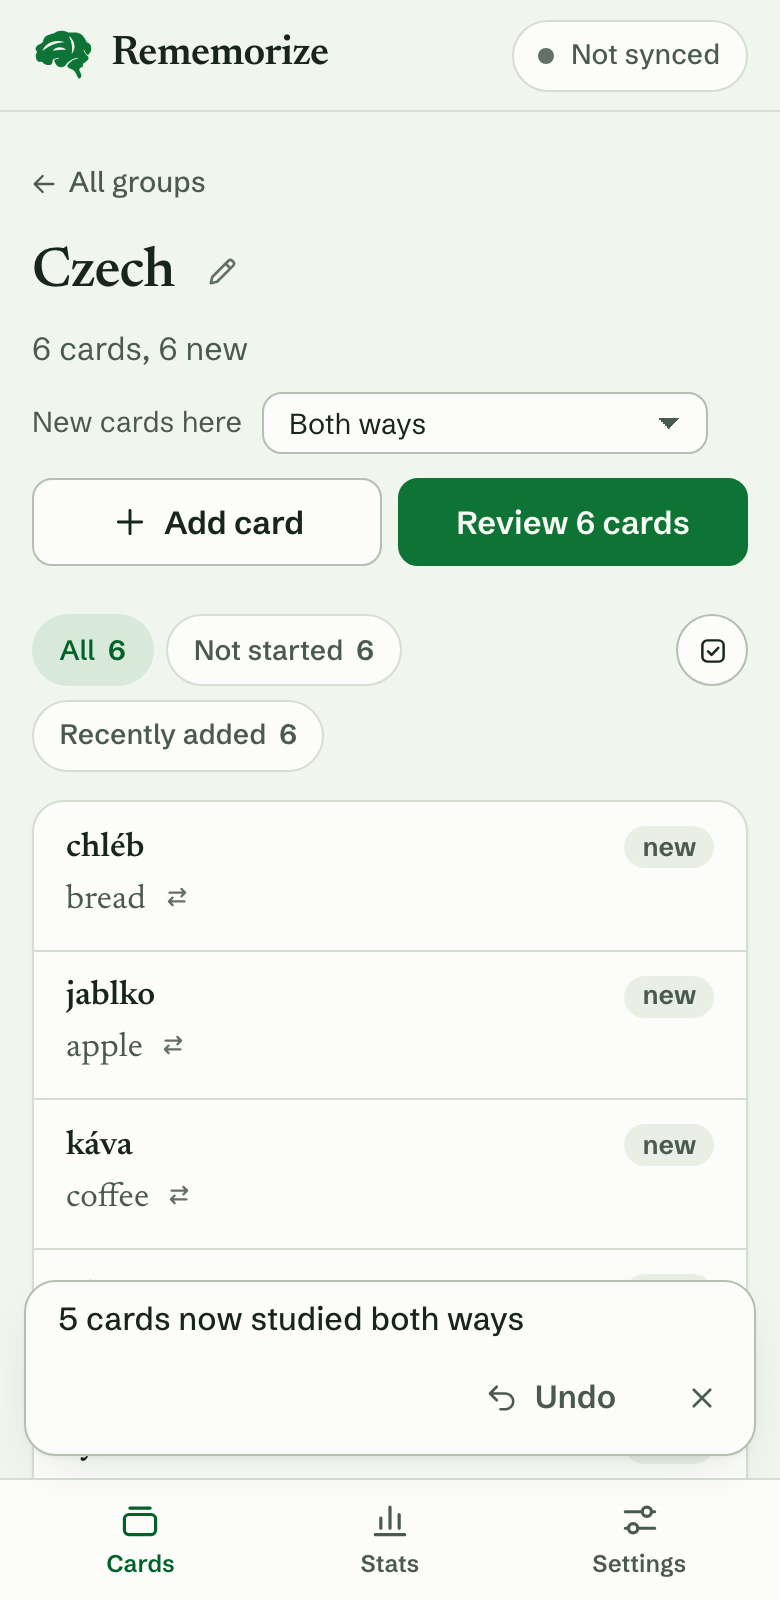 Rememorize
Not synced
← All groups
Czech
6 cards, 6 new
New cards here
Both ways
+ Add card
Review 6 cards
All 6
Not started 6
Recently added 6
chléb
new
bread ⇄
jablko
new
apple ⇄
káva
new
coffee ⇄
5 cards now studied both ways
Undo
Cards
Stats
Settings